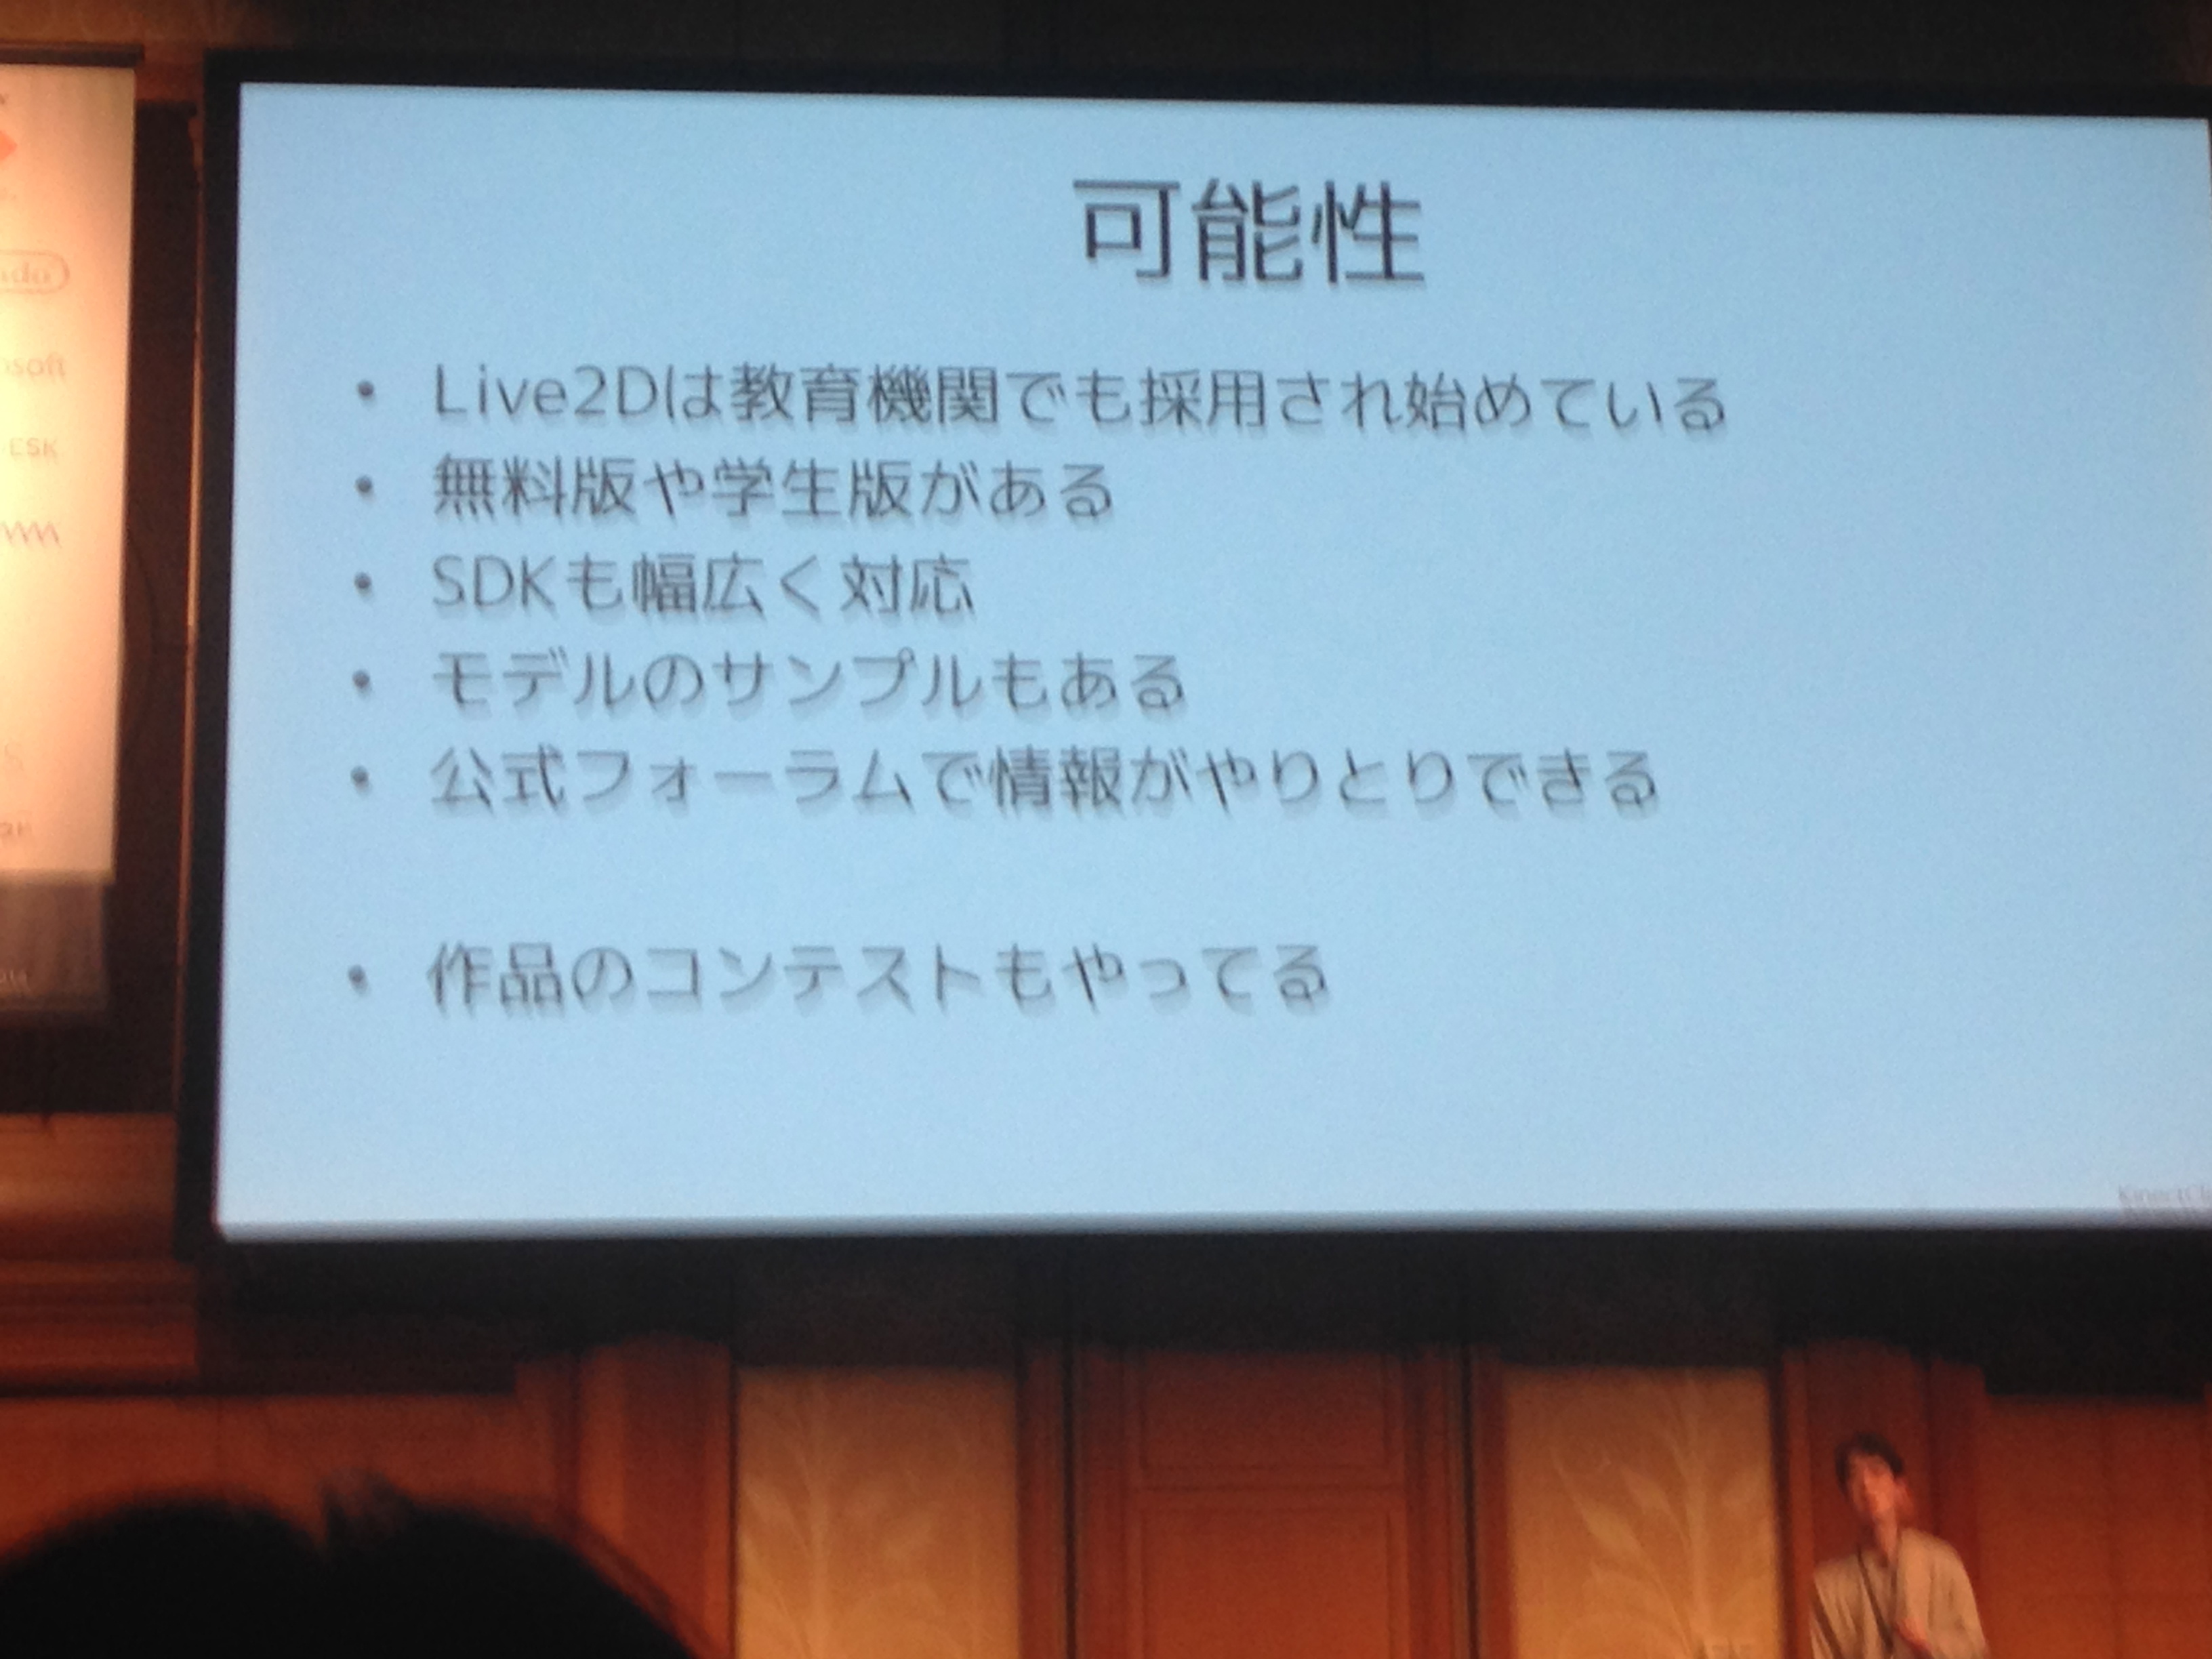 可能性
• Live2Dは教育機関でも採用され始めている
• 無料版や学生版がある
• SDKも幅広く対応
• モデルのサンプルもある
• 公式フォーラムで情報がやりとりできる
• 作品のコンテストもやってる